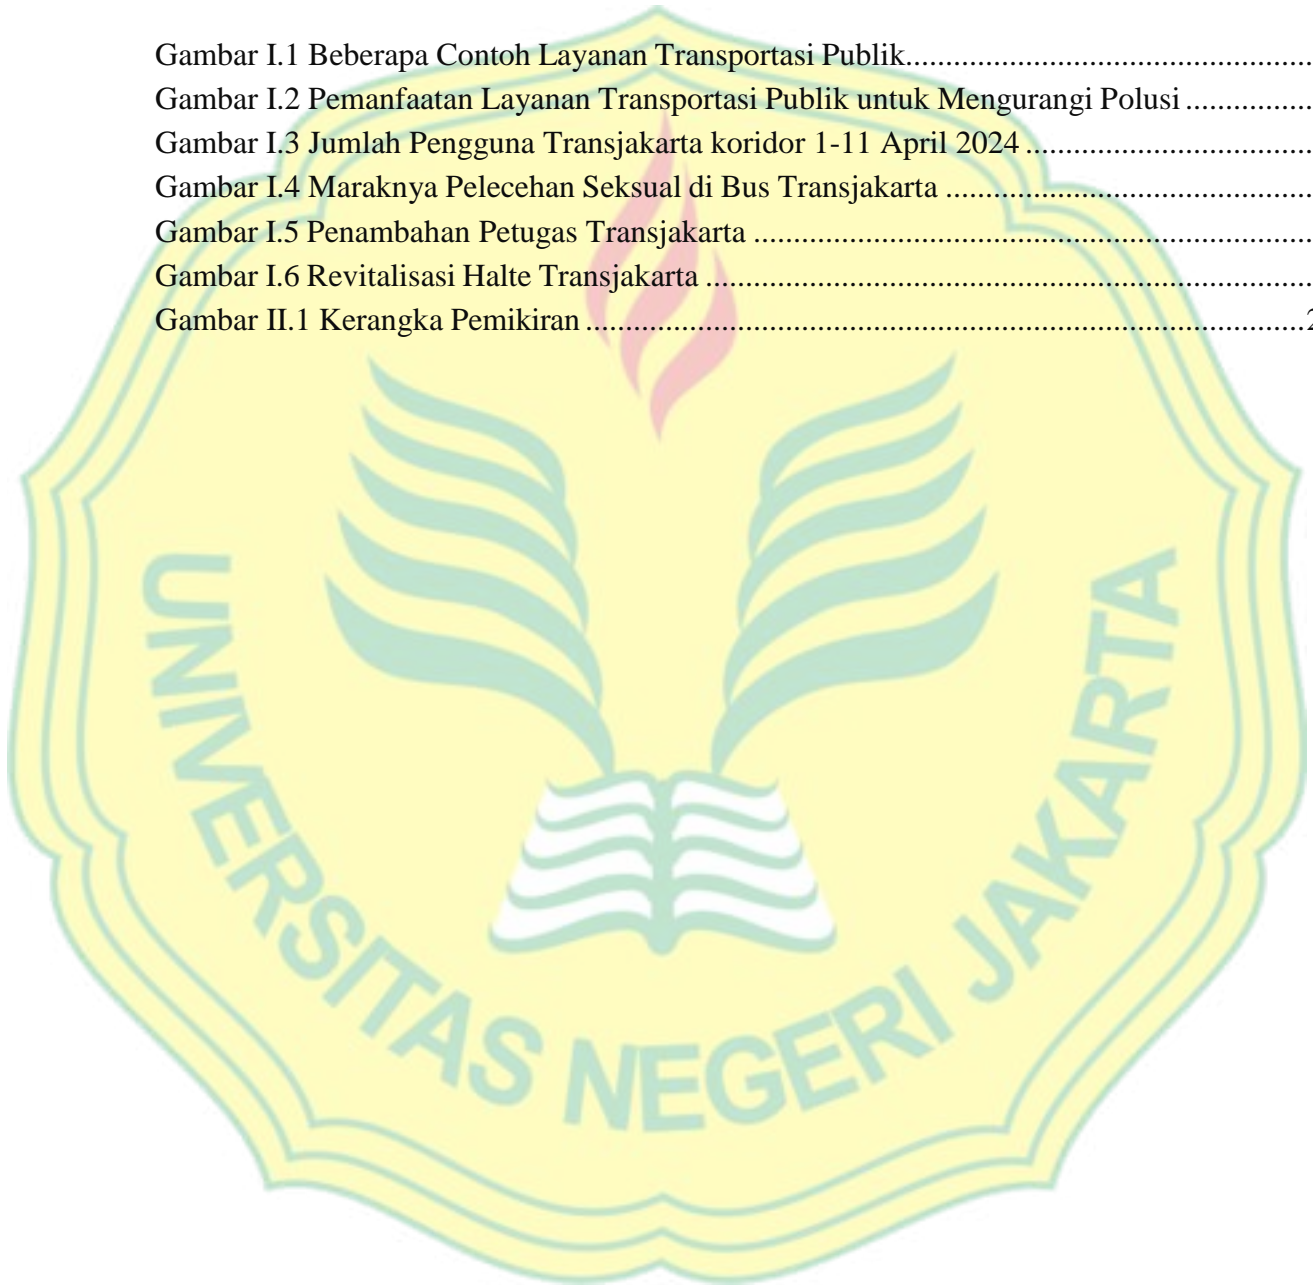 Gambar I.1 Beberapa Contoh Layanan Transportasi Publik..................................................
Gambar I.2 Pemanfaatan Layanan Transportasi Publik untuk Mengurangi Polusi................
Gambar I.3 Jumlah Pengguna Transjakarta koridor 1-11 April 2024....................................
Gambar I.4 Maraknya Pelecehan Seksual di Bus Transjakarta..............................................
Gambar I.5 Penambahan Petugas Transjakarta......................................................................
Gambar I.6 Revitalisasi Halte Transjakarta............................................................................
Gambar II.1 Kerangka Pemikiran..........................................................................................2
UNIVERSITAS NEGERI JAKARTA